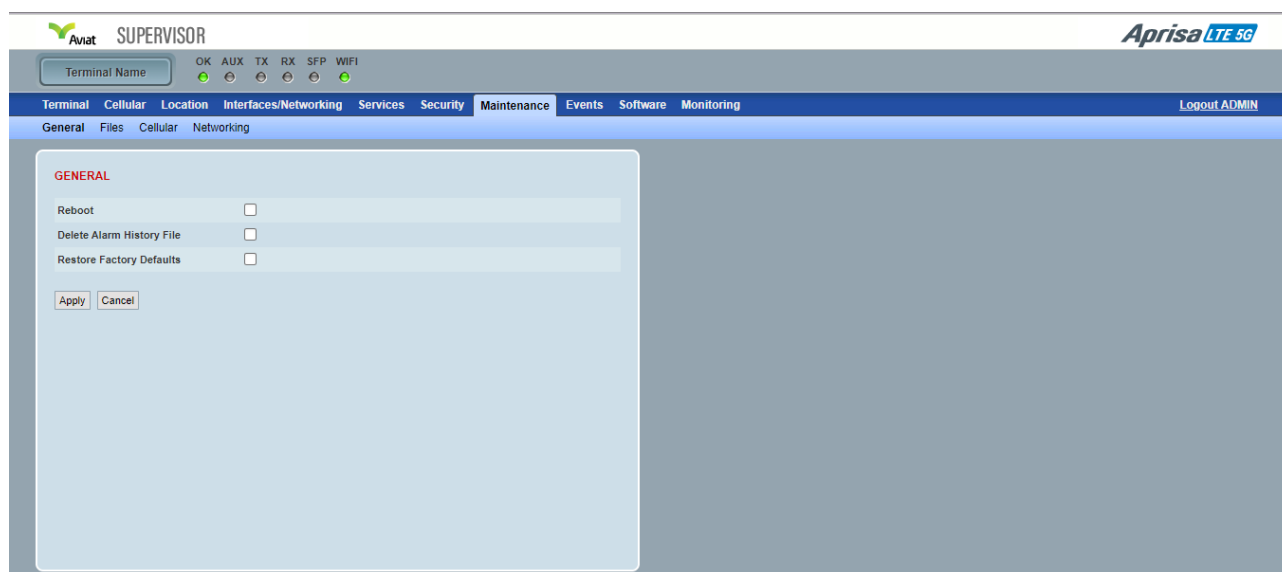 Aviat SUPERVISOR
Aprisa LTE 5G
Terminal Name
OK AUX TX RX SFP WIFI
Terminal Cellular Location Interfaces/Networking Services Security Maintenance Events Software Monitoring Logout ADMIN
General Files Cellular Networking
GENERAL
Reboot
Delete Alarm History File
Restore Factory Defaults
Apply Cancel